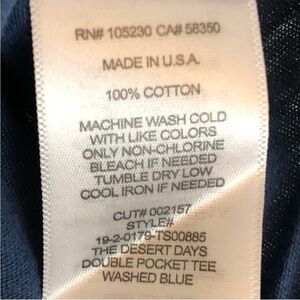 RN# 105230 CA# 58350
MADE IN U.S.A.
100% COTTON
MACHINE WASH COLD
WITH LIKE COLORS
ONLY NON-CHLORINE
BLEACH IF NEEDED
TUMBLE DRY LOW
COOL IRON IF NEEDED
CUT# 002157
STYLE#
19-2-0179-TS00885
THE DESERT DAYS
DOUBLE POCKET TEE
WASHED BLUE